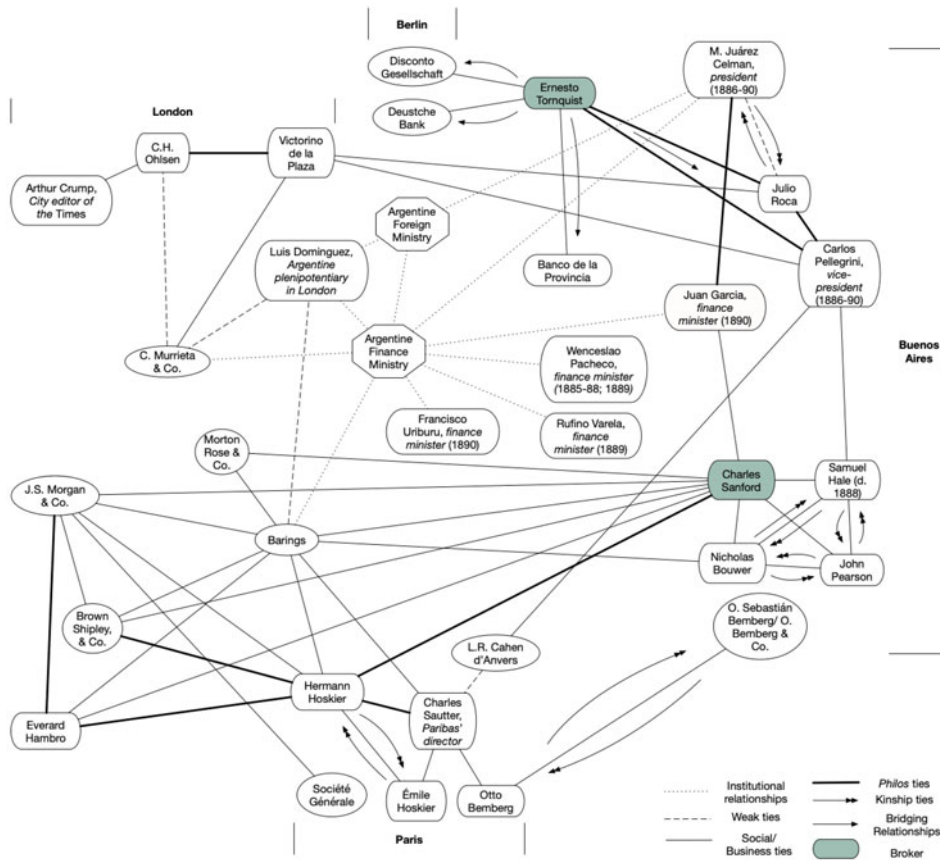 Berlin
Disconto
Gesellschaft
Deustche
Bank
Ernesto
Tornquist
M. Juárez
Celman,
president
(1886-90)
London
C.H.
Ohlsen
Victorino
de la
Plaza
Arthur Crump,
City editor of
the Times
Julio
Roca
Argentine
Foreign
Ministry
Luis Dominguez,
Argentine
plenipotentiary
in London
Banco de la
Provincia
Carlos
Pellegrini,
vice-
president
(1886-90)
Juan Garcia,
finance
minister (1890)
Buenos
Aires
C. Murrieta
& Co.
Argentine
Finance
Ministry
Wenceslao
Pacheco,
finance minister
(1885-88; 1889)
Francisco
Uriburu, finance
minister (1890)
Rufino Varela,
finance
minister
(1889)
Morton
Rose &
Co.
J.S. Morgan
& Co.
Charles
Sanford
Samuel
Hale (d.
1888)
Barings
Nicholas
Bouwer
John
Pearson
Brown
Shipley,
& Co.
O. Sebastián
Bemberg/ O.
Bemberg &
Co.
L.R. Cahen
d'Anvers
Hermann
Hoskier
Charles
Sautter,
Paribas'
director
Everard
Hambro
Société
Générale
Émile
Hoskier
Otto
Bemberg
Paris
Institutional
relationships
Weak ties
Social/
Business ties
Philos ties
Kinship ties
Bridging
Relationships
Broker